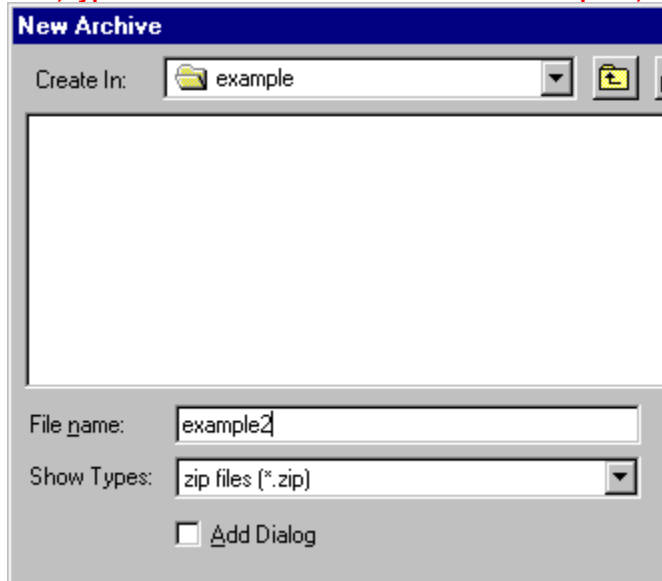 New Archive
Create In: example
File name: example2
Show Types: zip files (*.zip)
Add Dialog